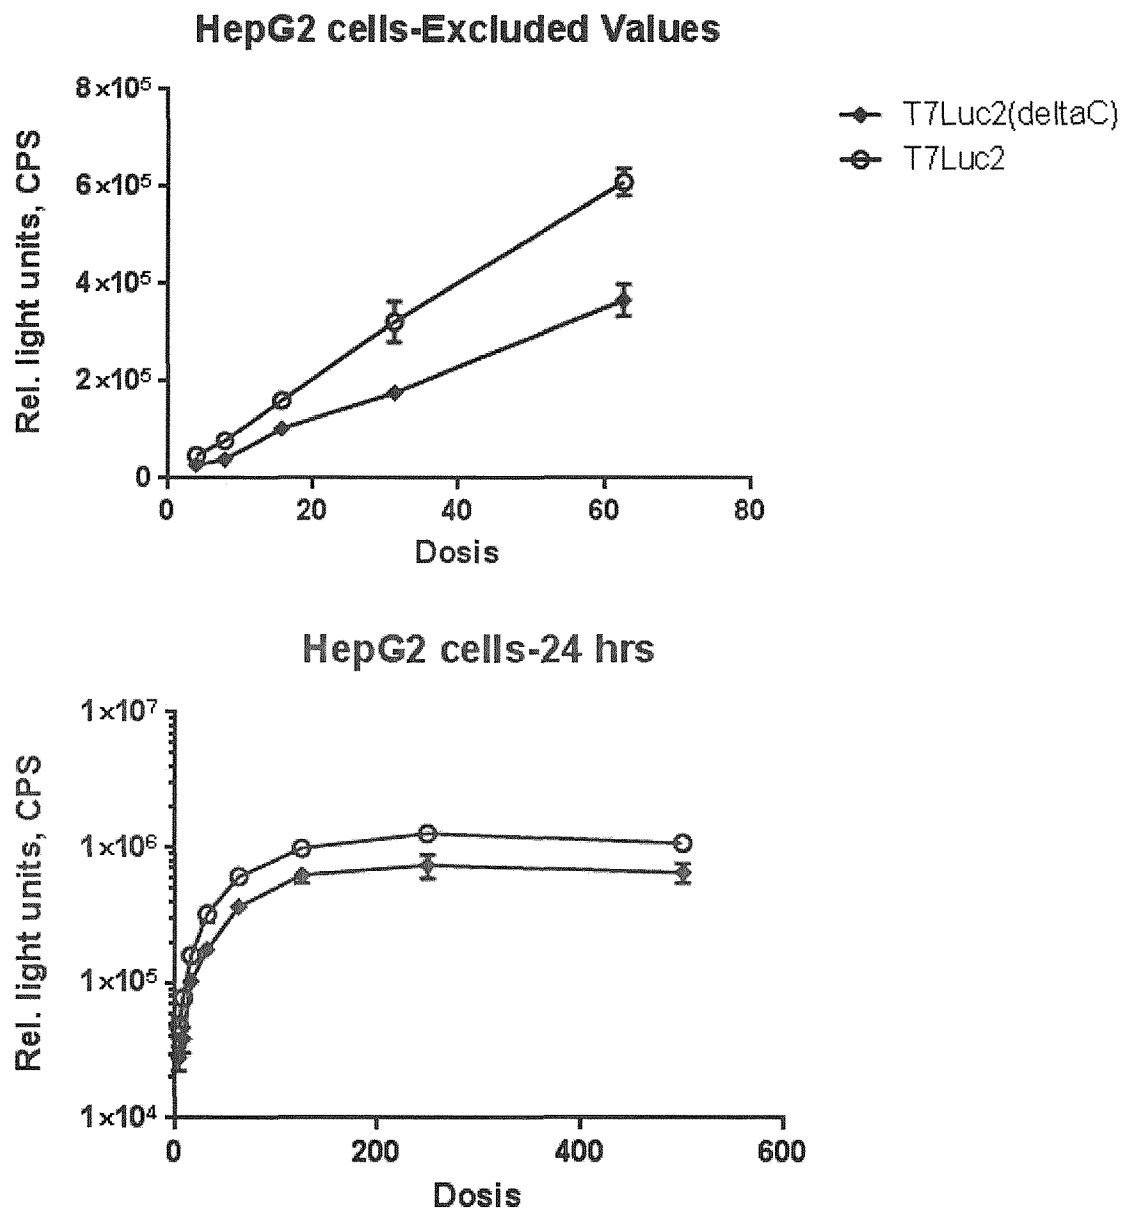 HepG2 cells-Excluded Values
8×10⁵
6×10⁵
4×10⁵
2×10⁵
0
Rel. light units, CPS
0 20 40 60 80
Dosis
T7Luc2(deltaC)
T7Luc2
HepG2 cells-24 hrs
1×10⁷
1×10⁶
1×10⁵
1×10⁴
Rel. light units, CPS
0 200 400 600
Dosis